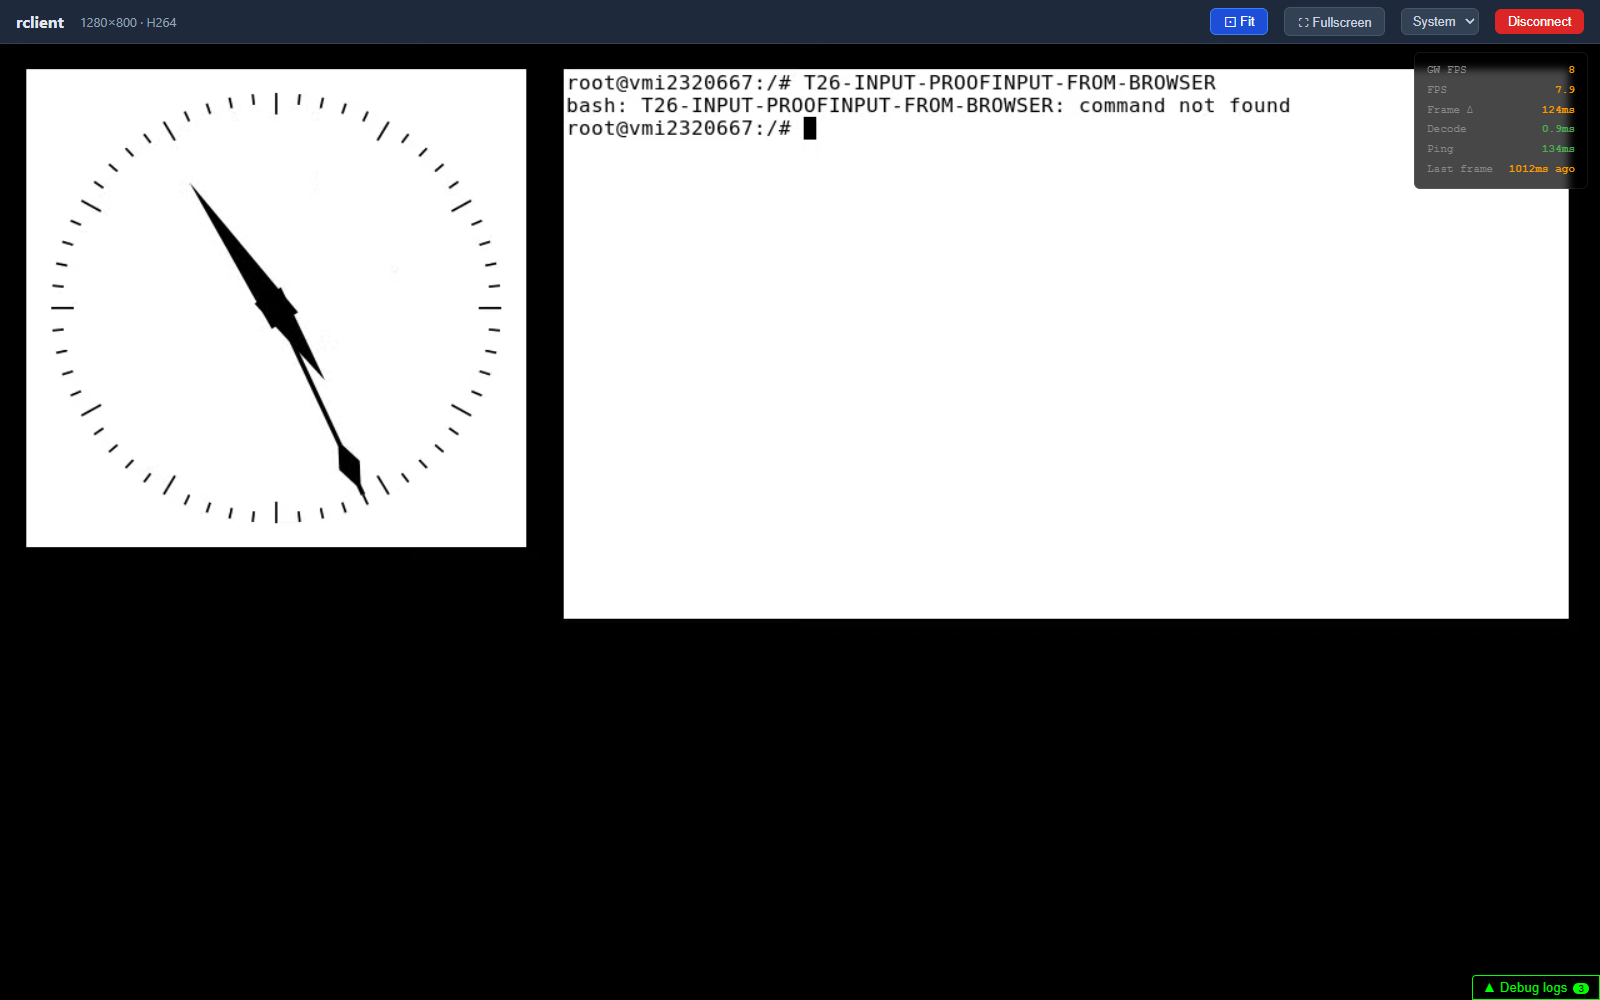 rclient 1280×800 · H264 Fit Fullscreen System Disconnect
root@vmi2320667:/# T26-INPUT-PROOFINPUT-FROM-BROWSER
bash: T26-INPUT-PROOFINPUT-FROM-BROWSER: command not found
root@vmi2320667:/#
GW FPS 8
FPS 7.9
Frame Δ 124ms
Decode 0.9ms
Ping 134ms
Last frame 1012ms ago
▲ Debug logs 3